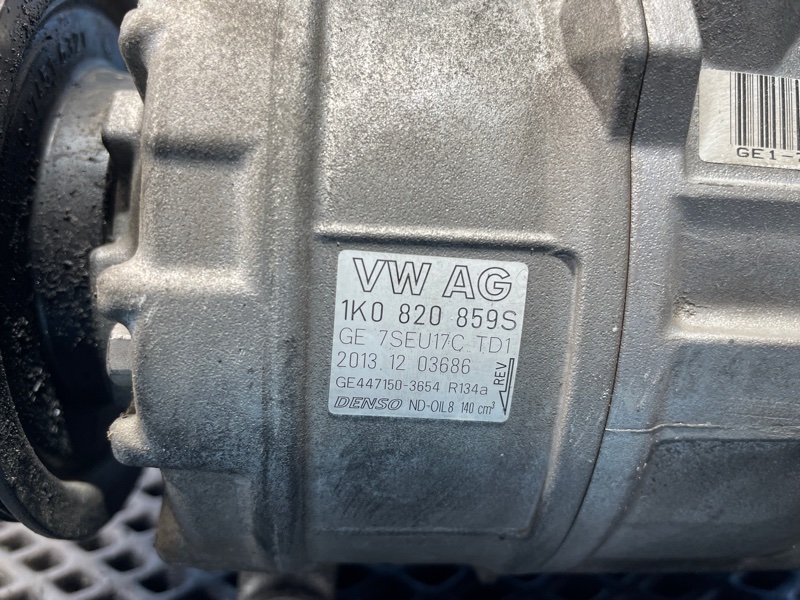 VW AG
1K0 820 859S
GE 7SEU17C TD1
2013.12 03686
GE447150-3654 R134a
DENSO ND-OIL8 140 cm³
REV
GE1-